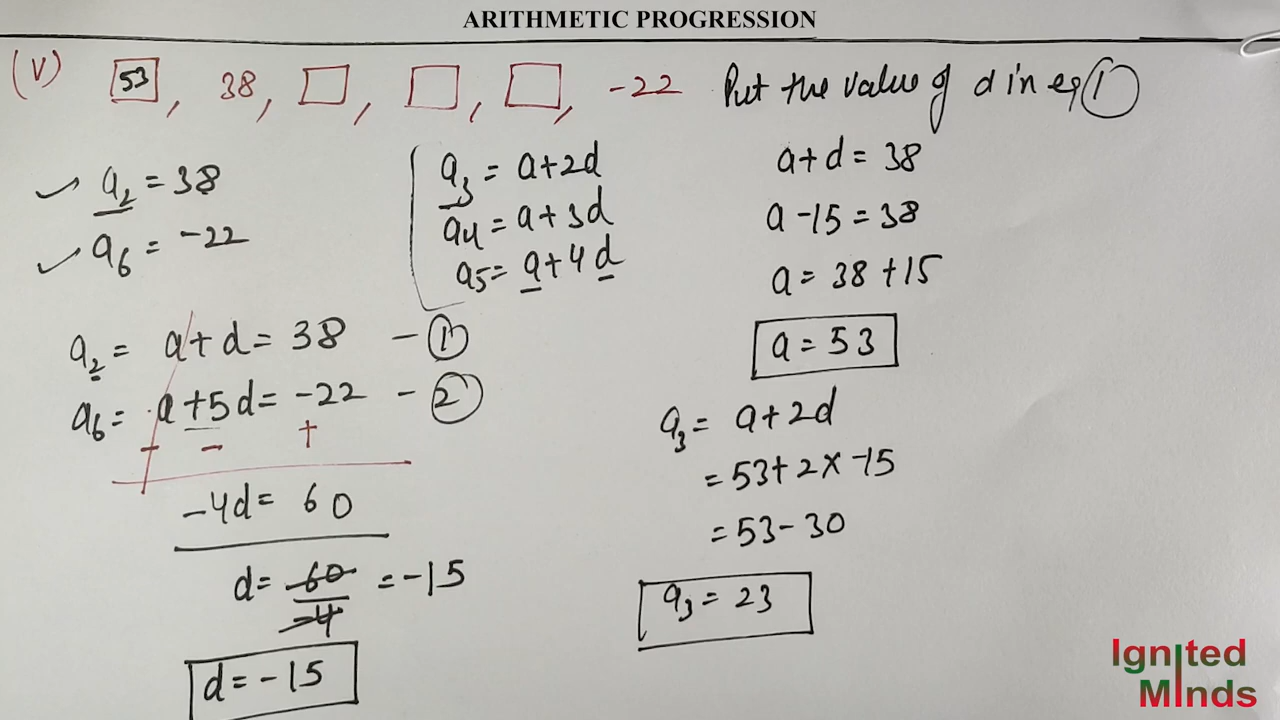 ARITHMETIC PROGRESSION
(V) 53, 38, □, □, □, -22
a₂ = 38
a₆ = -22
a₃ = a+2d
a₄ = a+3d
a₅ = a+4d
a₂ = a+d = 38 - ①
a₆ = a+5d = -22 - ②
- - +
-4d = 60
d = 60/-4 = -15
d = -15
Put the value of d in eq ①
a+d = 38
a-15 = 38
a = 38+15
a = 53
a₃ = a+2d
= 53+2x-15
= 53-30
a₃ = 23
Ignited
Minds